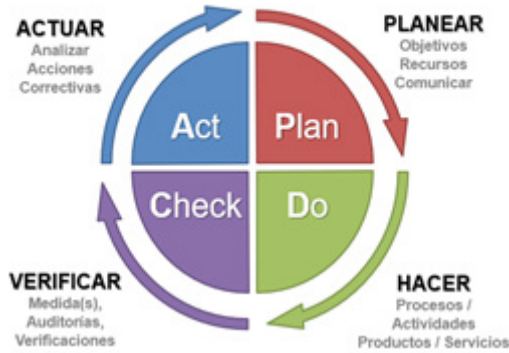 ACTUAR
Analizar
Acciones
Correctivas
PLANEAR
Objetivos
Recursos
Comunicar
Act
Plan
Check
Do
VERIFICAR
Medida(s),
Auditorías,
Verificaciones
HACER
Procesos /
Actividades
Productos / Servicios